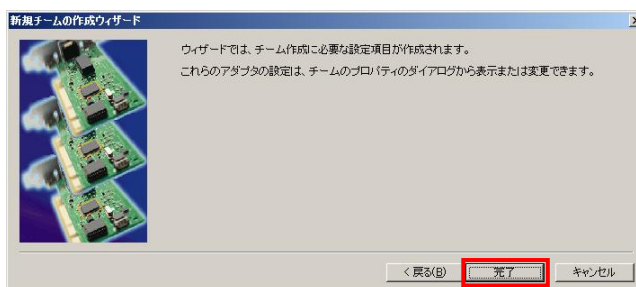 新規チームの作成ウィザード
ウィザードでは、チーム作成に必要な設定項目が作成されます。
これらのアダプタの設定は、チームのプロパティのダイアログから表示または変更できます。
< 戻る(B)
完了
キャンセル